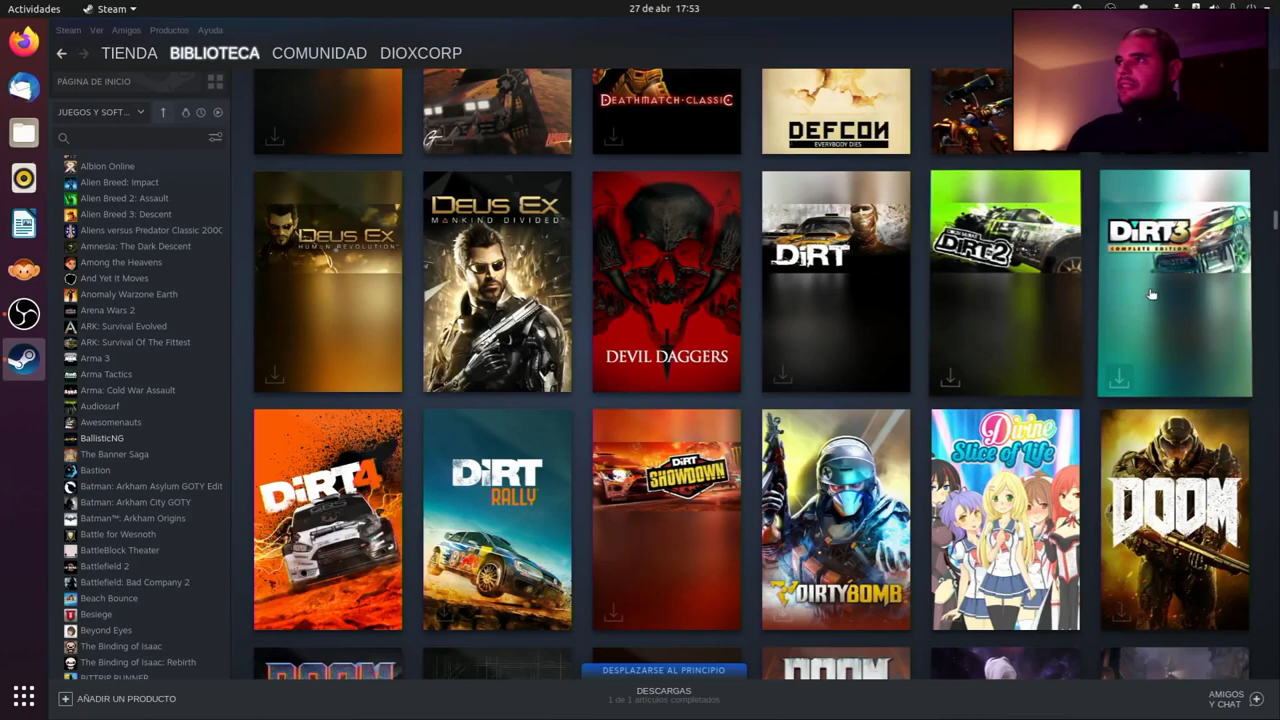 Actividades
Steam
27 de abr 17:53
Steam
Ver
Amigos
Productos
Ayuda
TIENDA
BIBLIOTECA
COMUNIDAD
DIOXCORP
PÁGINA DE INICIO
JUEGOS Y SOFT...
Albion Online
Alien Breed: Impact
Alien Breed 2: Assault
Alien Breed 3: Descent
Aliens versus Predator Classic 2000
Amnesia: The Dark Descent
Among the Heavens
And Yet It Moves
Anomaly Warzone Earth
Arena Wars 2
ARK: Survival Evolved
ARK: Survival Of The Fittest
Arma 3
Arma Tactics
Arma: Cold War Assault
Audiosurf
Awesomenauts
BallisticNG
The Banner Saga
Bastion
Batman: Arkham Asylum GOTY Edit
Batman: Arkham City GOTY
Batman™: Arkham Origins
Battle for Wesnoth
BattleBlock Theater
Battlefield 2
Battlefield: Bad Company 2
Beach Bounce
Besiege
Beyond Eyes
The Binding of Isaac
The Binding of Isaac: Rebirth
BIT.TRIP RUNNER
DEATHMATCH CLASSIC
DEFCON
EVERYBODY DIES
DEUS EX
HUMAN REVOLUTION
DEUS EX
MANKIND DIVIDED
DEVIL DAGGERS
DiRT
DiRT2
DiRT3
COMPLETE EDITION
DiRT4
DiRT
RALLY
DiRT
SHOWDOWN
DIRTYBOMB
Divine
Slice of Life
DOOM
DOOM
DOOM
DESPLAZARSE AL PRINCIPIO
AÑADIR UN PRODUCTO
DESCARGAS
1 de 1 artículos completados
AMIGOS
Y CHAT